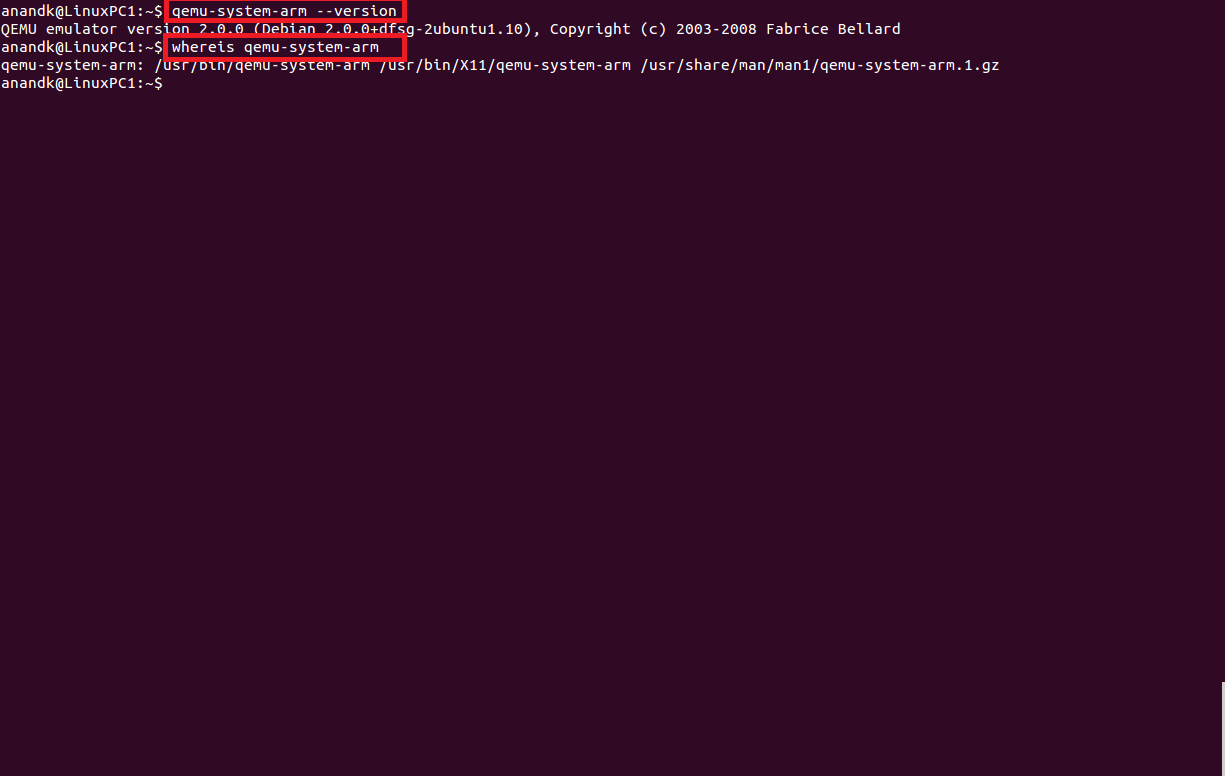 anandk@LinuxPC1:~$ qemu-system-arm --version
QEMU emulator version 2.0.0 (Debian 2.0.0+dfsg-2ubuntu1.10), Copyright (c) 2003-2008 Fabrice Bellard
anandk@LinuxPC1:~$ whereis qemu-system-arm
qemu-system-arm: /usr/bin/qemu-system-arm /usr/bin/X11/qemu-system-arm /usr/share/man/man1/qemu-system-arm.1.gz
anandk@LinuxPC1:~$